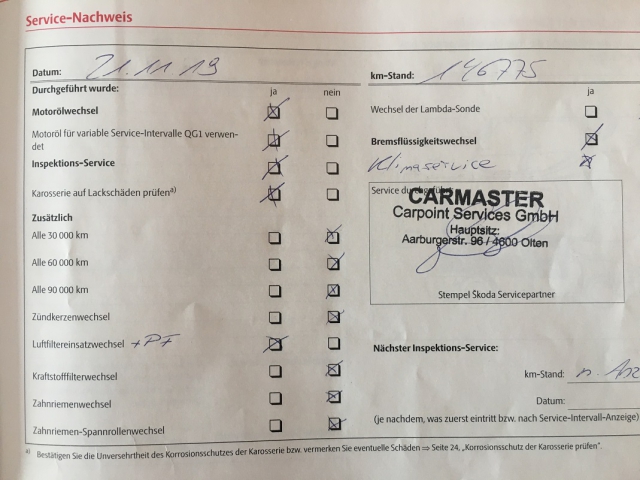 Service-Nachweis
Datum: 21.11.19
Durchgeführt wurde:
ja nein
Motorölwechsel
Motoröl für variable Service-Intervalle QG1 verwen-
det
Inspektions-Service
Karosserie auf Lackschäden prüfen a)
Zusätzlich
Alle 30 000 km
Alle 60 000 km
Alle 90 000 km
Zündkerzenwechsel
Luftfiltereinsatzwechsel + PF
Kraftstofffilterwechsel
Zahnriemenwechsel
Zahnriemen-Spannrollenwechsel
km-Stand: 146775
ja
Wechsel der Lambda-Sonde
Bremsflüssigkeitswechsel
Klimaservice
Service durchgeführt
CARMASTER
Carpoint Services GmbH
Hauptsitz:
Aarburgerstr. 96 / 4600 Olten
Stempel Škoda Servicepartner
Nächster Inspektions-Service:
km-Stand: n. Anz
Datum:
(je nachdem, was zuerst eintritt bzw. nach Service-Intervall-Anzeige)
a) Bestätigen Sie die Unversehrtheit des Korrosionsschutzes der Karosserie bzw. vermerken Sie eventuelle Schäden ⇒ Seite 24, „Korrosionsschutz der Karosserie prüfen".